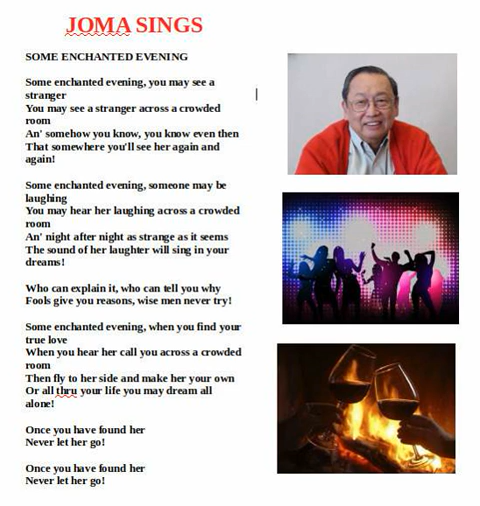 JOMA SINGS
SOME ENCHANTED EVENING
Some enchanted evening, you may see a
stranger
You may see a stranger across a crowded
room
An' somehow you know, you know even then
That somewhere you'll see her again and
again!
Some enchanted evening, someone may be
laughing
You may hear her laughing across a crowded
room
An' night after night as strange as it seems
The sound of her laughter will sing in your
dreams!
Who can explain it, who can tell you why
Fools give you reasons, wise men never try!
Some enchanted evening, when you find your
true love
When you hear her call you across a crowded
room
Then fly to her side and make her your own
Or all thru your life you may dream all
alone!
Once you have found her
Never let her go!
Once you have found her
Never let her go!